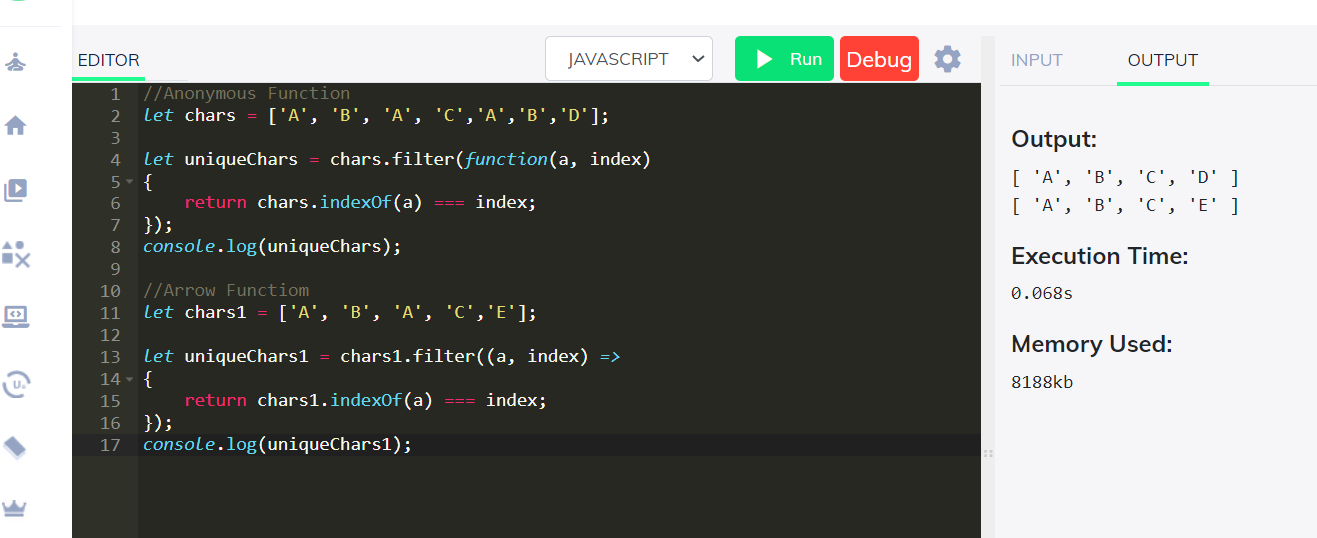 EDITOR
JAVASCRIPT
Run
Debug
INPUT
OUTPUT
1 //Anonymous Function
2 let chars = ['A', 'B', 'A', 'C','A','B','D'];
3
4 let uniqueChars = chars.filter(function(a, index)
5 {
6 return chars.indexOf(a) === index;
7 });
8 console.log(uniqueChars);
9
10 //Arrow Functiom
11 let chars1 = ['A', 'B', 'A', 'C','E'];
12
13 let uniqueChars1 = chars1.filter((a, index) =>
14 {
15 return chars1.indexOf(a) === index;
16 });
17 console.log(uniqueChars1);
Output:
[ 'A', 'B', 'C', 'D' ]
[ 'A', 'B', 'C', 'E' ]
Execution Time:
0.068s
Memory Used:
8188kb